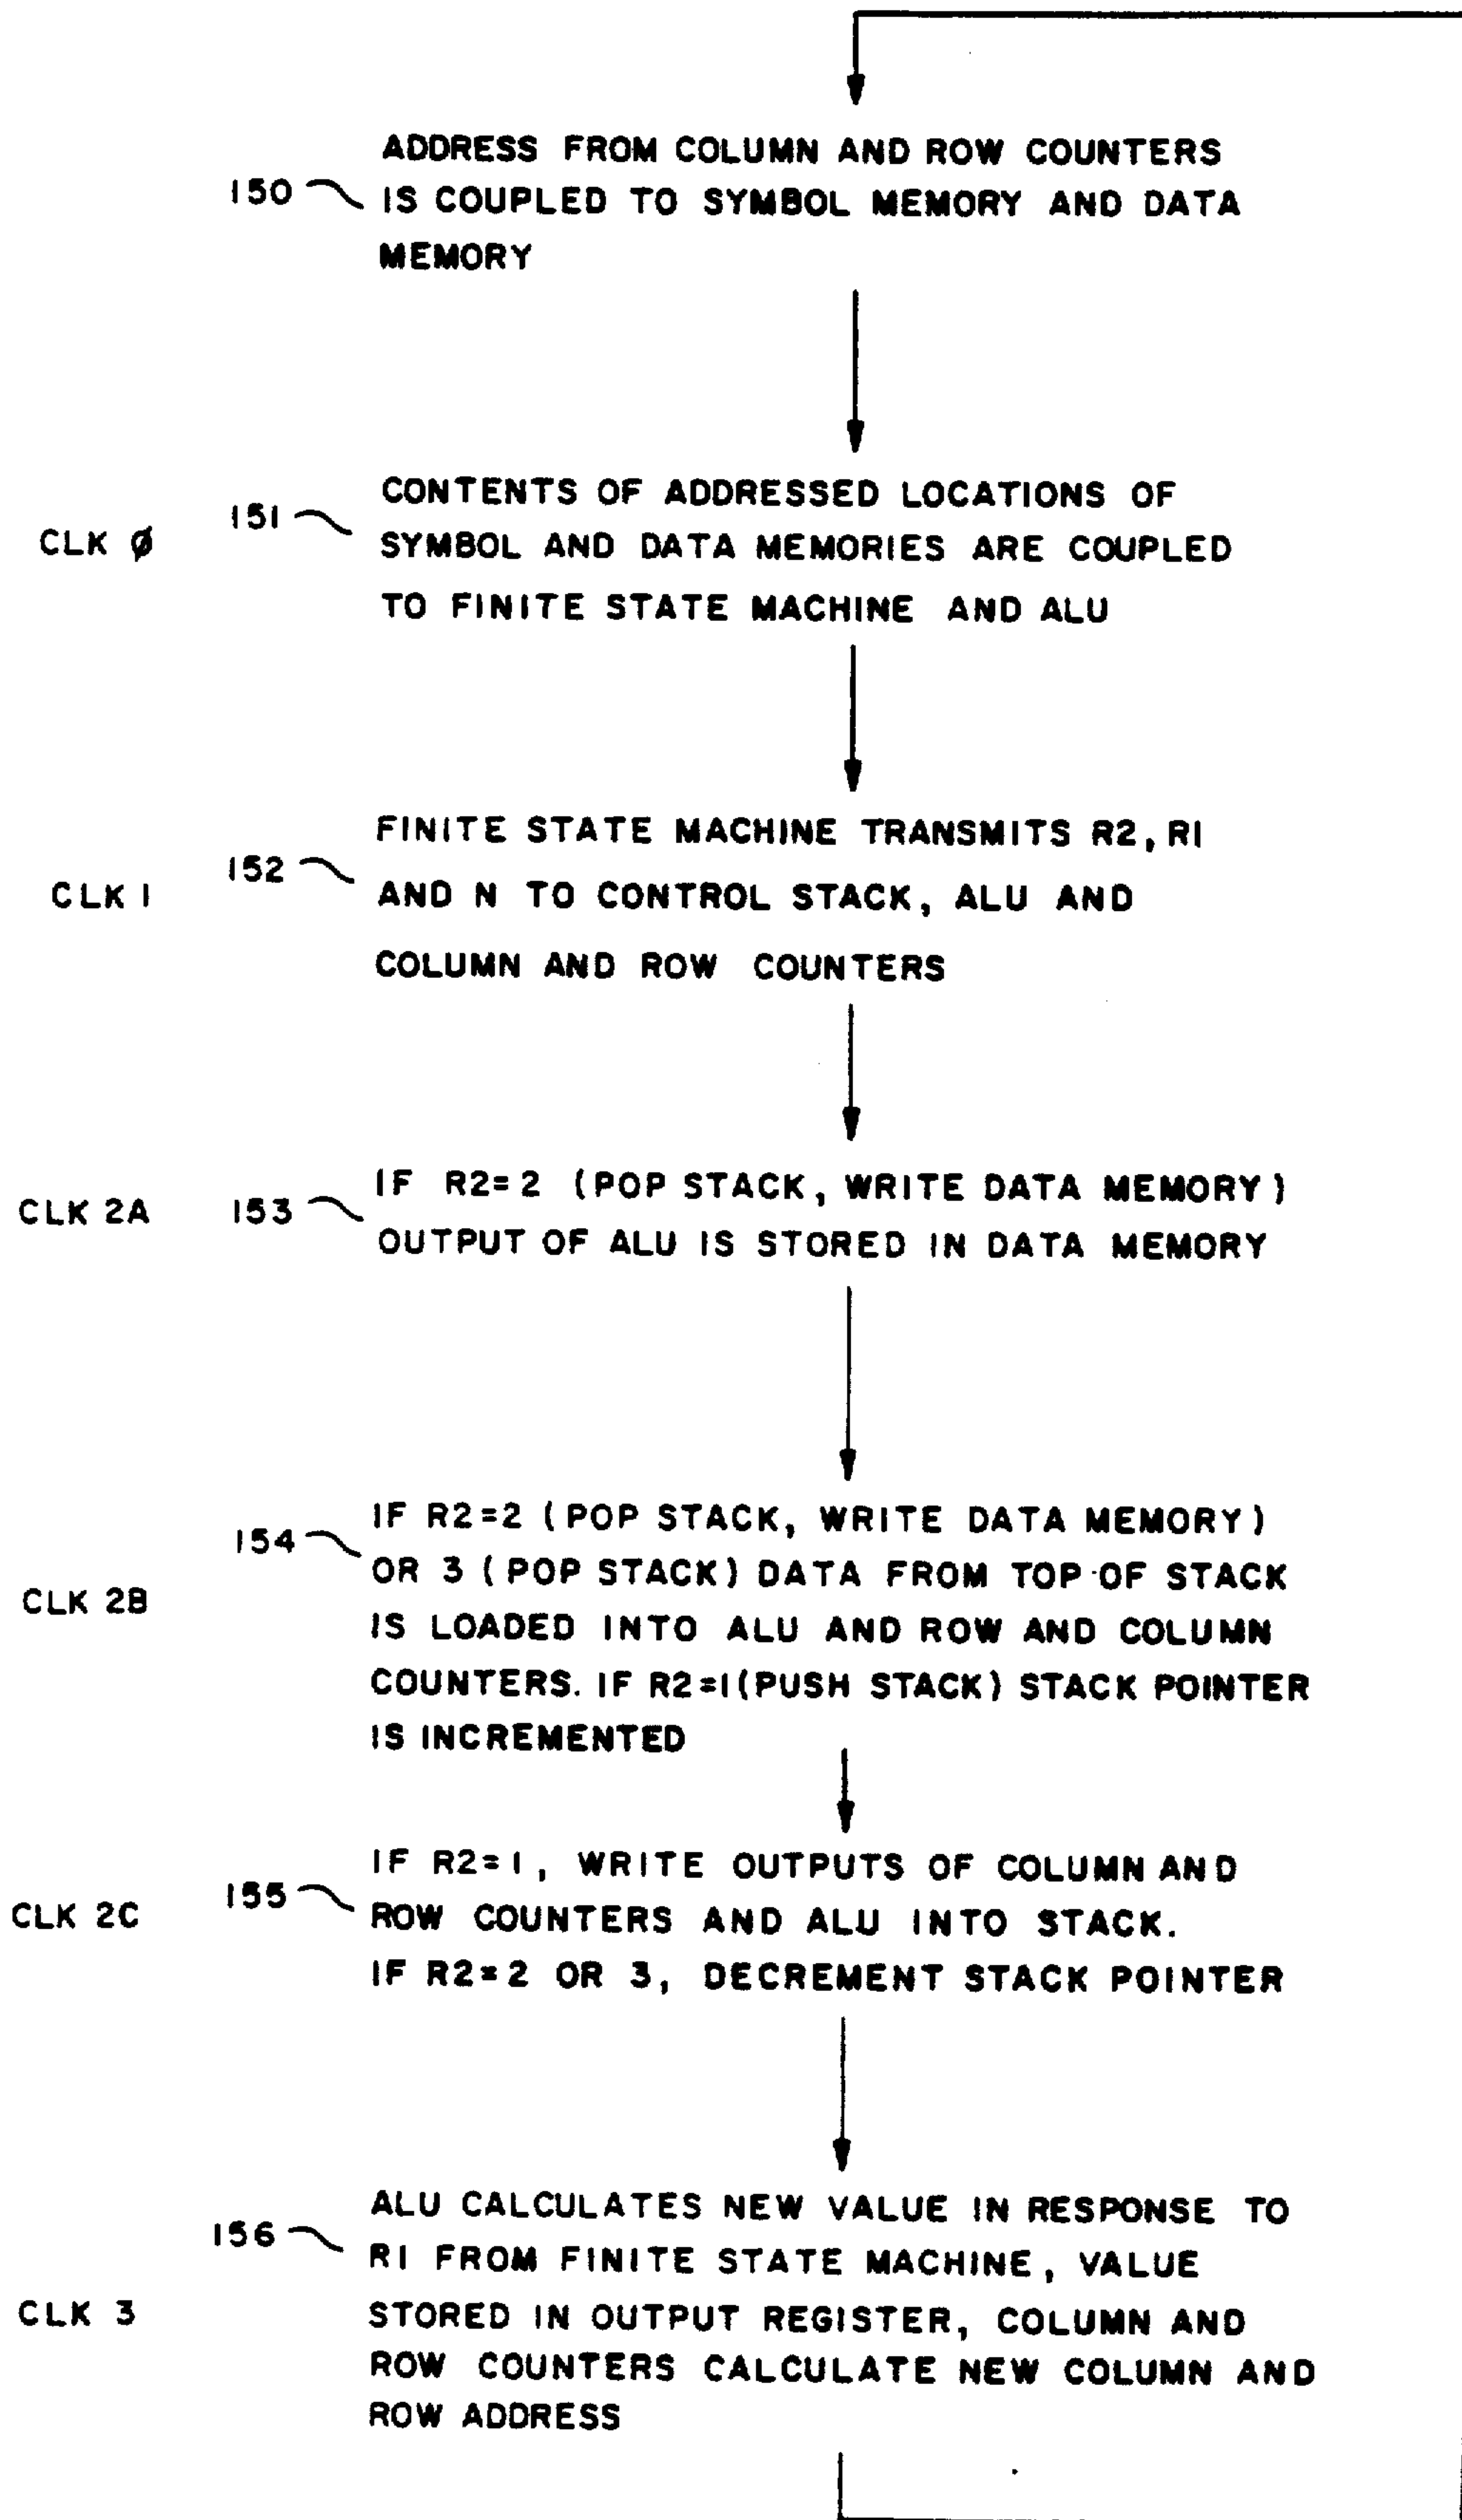 ADDRESS FROM COLUMN AND ROW COUNTERS
150 IS COUPLED TO SYMBOL MEMORY AND DATA
MEMORY
CONTENTS OF ADDRESSED LOCATIONS OF
151
CLK Ø SYMBOL AND DATA MEMORIES ARE COUPLED
TO FINITE STATE MACHINE AND ALU
FINITE STATE MACHINE TRANSMITS R2, R1
152
CLK 1 AND N TO CONTROL STACK, ALU AND
COLUMN AND ROW COUNTERS
IF R2=2 (POP STACK, WRITE DATA MEMORY)
CLK 2A 153
OUTPUT OF ALU IS STORED IN DATA MEMORY
IF R2=2 (POP STACK, WRITE DATA MEMORY)
154
OR 3 (POP STACK) DATA FROM TOP OF STACK
CLK 2B
IS LOADED INTO ALU AND ROW AND COLUMN
COUNTERS. IF R2=1(PUSH STACK) STACK POINTER
IS INCREMENTED
IF R2=1, WRITE OUTPUTS OF COLUMN AND
155
CLK 2C ROW COUNTERS AND ALU INTO STACK.
IF R2=2 OR 3, DECREMENT STACK POINTER
ALU CALCULATES NEW VALUE IN RESPONSE TO
156
R1 FROM FINITE STATE MACHINE, VALUE
CLK 3 STORED IN OUTPUT REGISTER, COLUMN AND
ROW COUNTERS CALCULATE NEW COLUMN AND
ROW ADDRESS